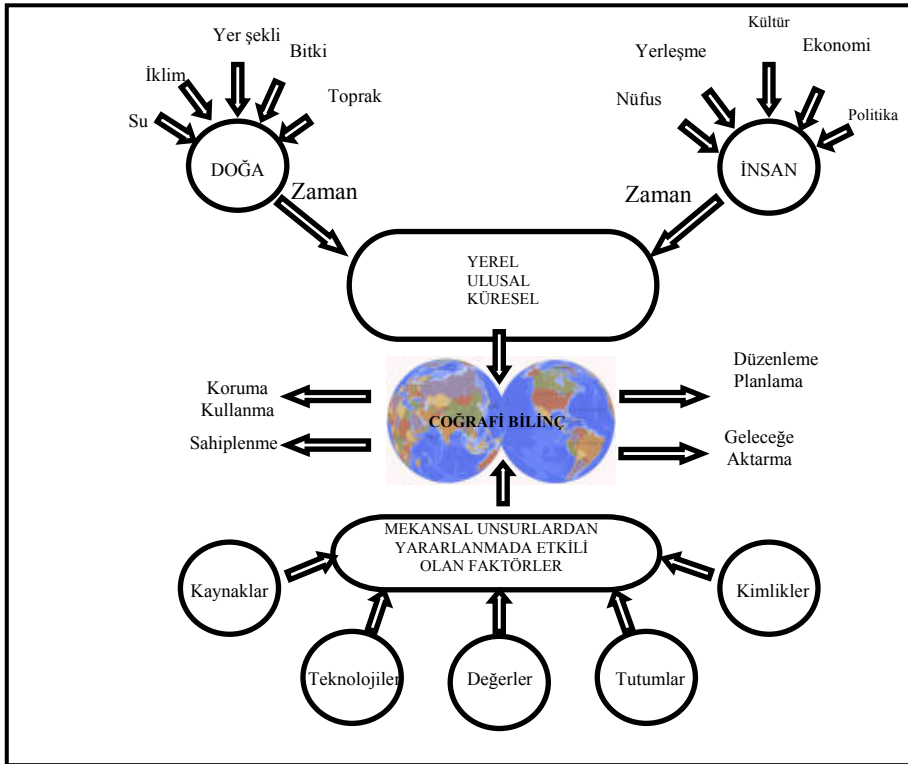 Yer şekli
Bitki
İklim
Toprak
Su
DOĞA
Zaman
Kültür
Yerleşme
Ekonomi
Nüfus
Politika
İNSAN
Zaman
YEREL
ULUSAL
KÜRESEL
Koruma
Kullanma
Sahiplenme
COĞRAFİ BİLİNÇ
Düzenleme
Planlama
Geleceğe
Aktarma
MEKANSAL UNSURLARDAN
YARARLANMADA ETKİLİ
OLAN FAKTÖRLER
Kaynaklar
Teknolojiler
Değerler
Tutumlar
Kimlikler